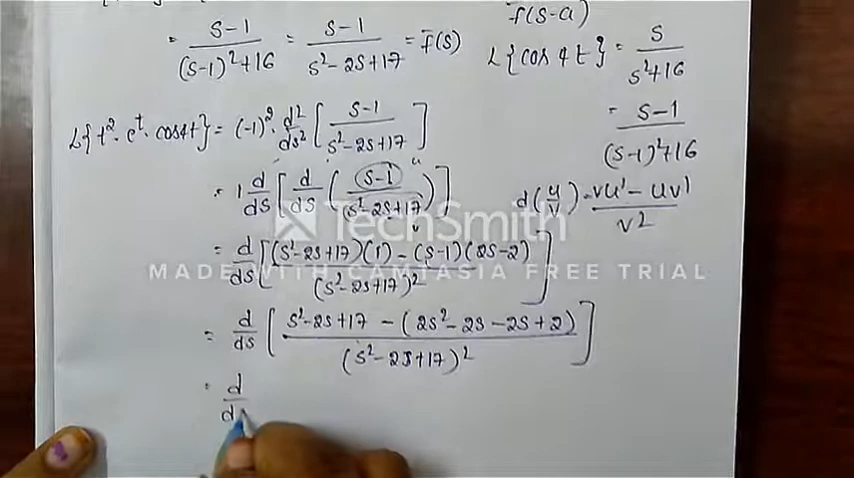 f(s-a)
= s-1/(s-1)²+16 = s-1/s²-2s+17 = f̄(s)
L{cos4t} = s/s²+16
L{t².eᵗ.cos4t} = (-1)².d²/ds² [s-1/s²-2s+17]
= s-1/(s-1)²+16
= 1 d/ds [d/ds (s-1/s²-2s+17)]
u
v
d(u/v) = vu' - uv'/v²
TechSmith
= d/ds [(s²-2s+17)(1) - (s-1)(2s-2)/(s²-2s+17)²]
MADE WITH CAMTASIA FREE TRIAL
= d/ds [s²-2s+17 - (2s²-2s-2s+2)/(s²-2s+17)²]
= d/d